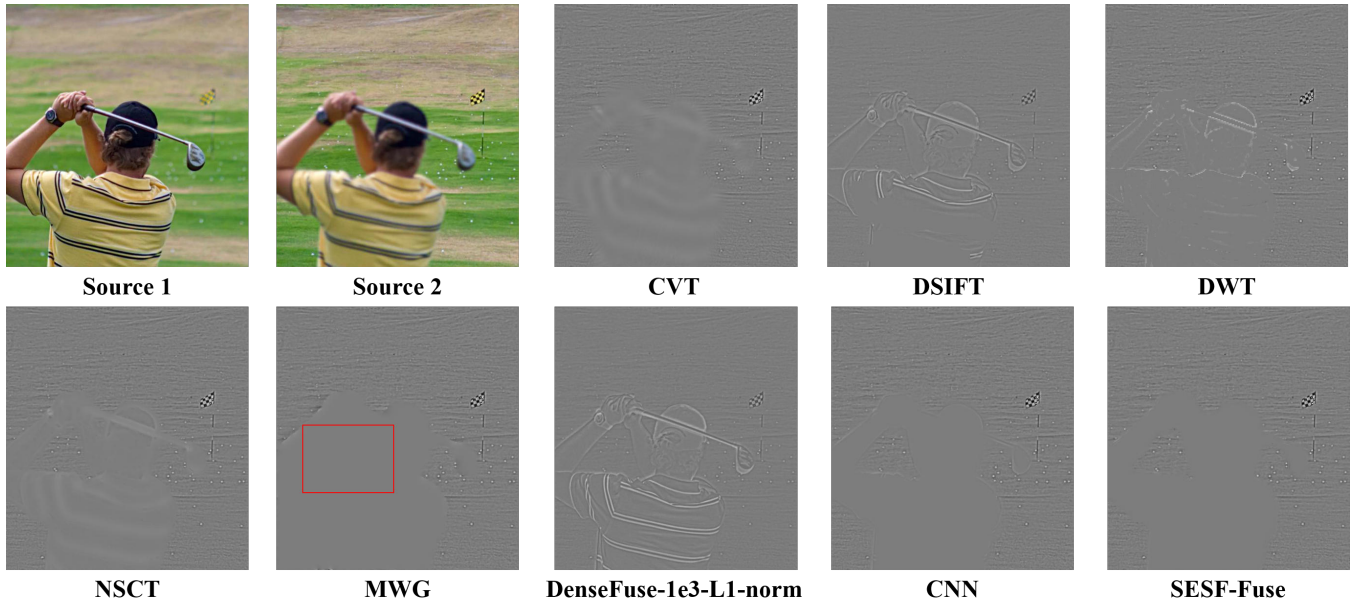 Source 1
Source 2
CVT
DSIFT
DWT
NSCT
MWG
DenseFuse-1e3-L1-norm
CNN
SESF-Fuse